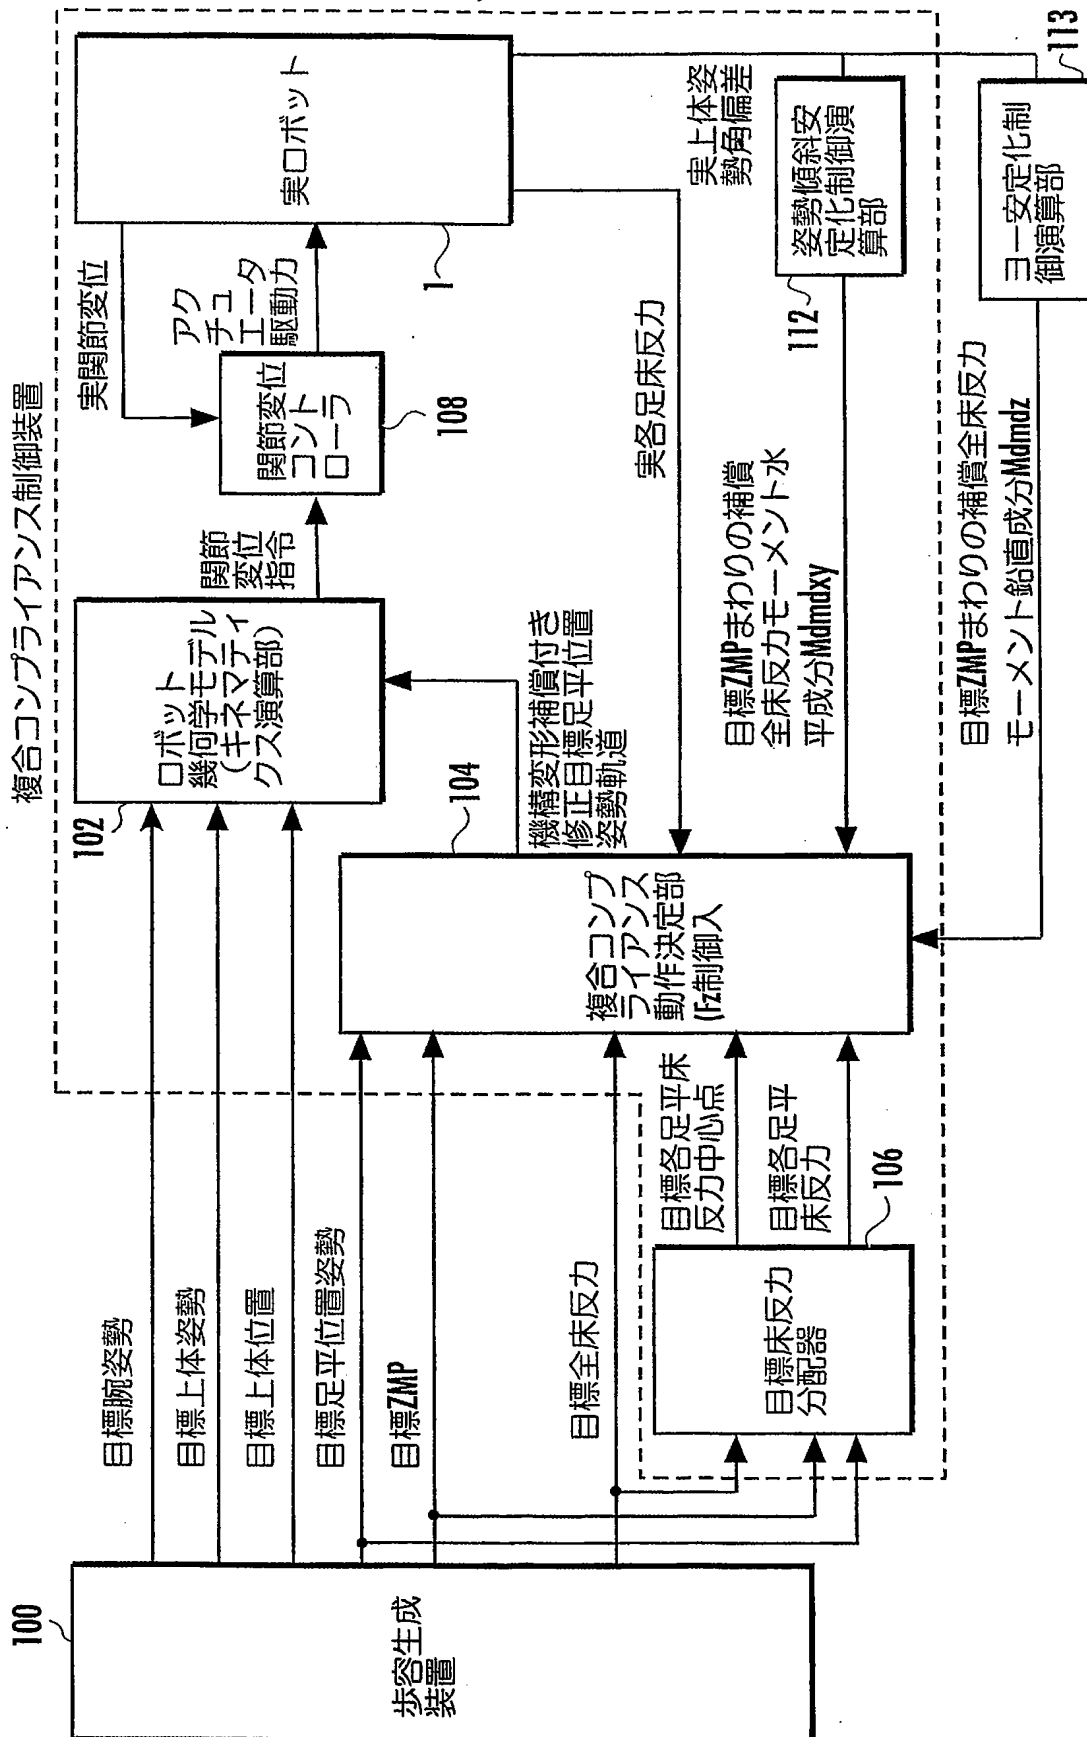 複合コンプライアンス制御装置
100
歩容生成
装置
目標腕姿勢
目標上体姿勢
目標上体位置
目標足平位置姿勢
目標ZMP
目標全床反力
102
ロボット
幾何学モデル
(キネマティ
クス演算部)
関節
変位
指令
実関節変位
関節変位
コント
ローラ
108
アク
チュ
エータ
駆動力
実ロボット
1
104
機構変形補償付き
修正目標足平位置
姿勢軌道
複合コンプ
ライアンス
動作決定部
(Fz制御入
目標床反力
分配器
106
目標各足平床
反力中心点
目標各足平
床反力
実各足床反力
実上体姿
勢角偏差
姿勢傾斜安
定化制御演
算部
112
目標ZMPまわりの補償
全床反力モーメント水
平成分Mdmdxy
ヨー安定化制
御演算部
113
目標ZMPまわりの補償全床反力
モーメント鉛直成分Mdmdz